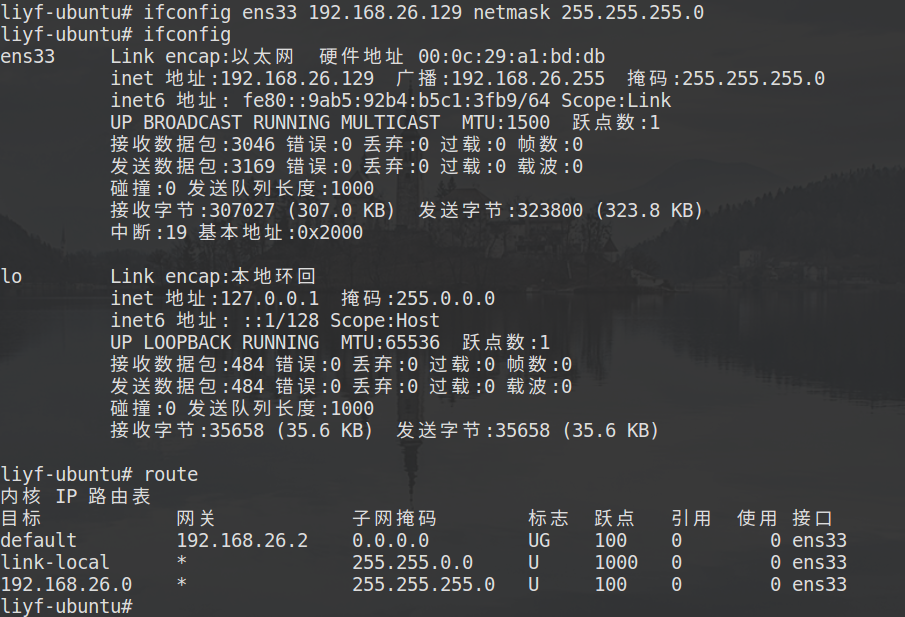 liyf-ubuntu# ifconfig ens33 192.168.26.129 netmask 255.255.255.0
liyf-ubuntu# ifconfig
ens33     Link encap:以太网  硬件地址 00:0c:29:a1:bd:db
          inet 地址:192.168.26.129  广播:192.168.26.255  掩码:255.255.255.0
          inet6 地址: fe80::9ab5:92b4:b5c1:3fb9/64 Scope:Link
          UP BROADCAST RUNNING MULTICAST  MTU:1500  跃点数:1
          接收数据包:3046 错误:0 丢弃:0 过载:0 帧数:0
          发送数据包:3169 错误:0 丢弃:0 过载:0 载波:0
          碰撞:0 发送队列长度:1000
          接收字节:307027 (307.0 KB)  发送字节:323800 (323.8 KB)
          中断:19 基本地址:0x2000

lo        Link encap:本地环回
          inet 地址:127.0.0.1  掩码:255.0.0.0
          inet6 地址: ::1/128 Scope:Host
          UP LOOPBACK RUNNING  MTU:65536  跃点数:1
          接收数据包:484 错误:0 丢弃:0 过载:0 帧数:0
          发送数据包:484 错误:0 丢弃:0 过载:0 载波:0
          碰撞:0 发送队列长度:1000
          接收字节:35658 (35.6 KB)  发送字节:35658 (35.6 KB)

liyf-ubuntu# route
内核 IP 路由表
目标            网关            子网掩码        标志  跃点   引用  使用 接口
default         192.168.26.2    0.0.0.0         UG    100    0        0 ens33
link-local      *               255.255.0.0     U     1000   0        0 ens33
192.168.26.0    *               255.255.255.0   U     100    0        0 ens33
liyf-ubuntu#